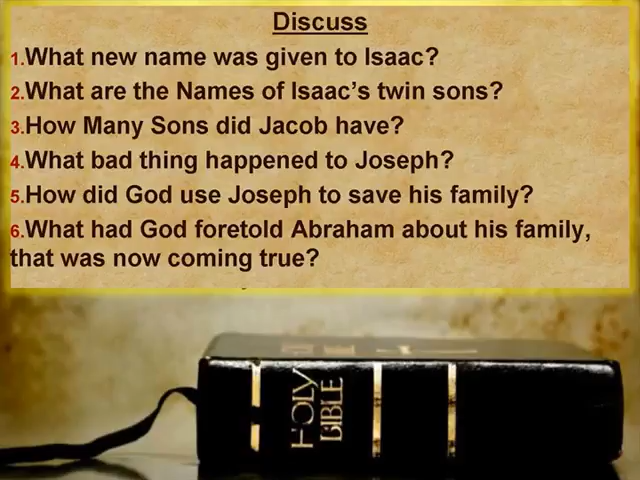 Discuss
1.What new name was given to Isaac?
2.What are the Names of Isaac’s twin sons?
3.How Many Sons did Jacob have?
4.What bad thing happened to Joseph?
5.How did God use Joseph to save his family?
6.What had God foretold Abraham about his family,
that was now coming true?
HOLY
BIBLE